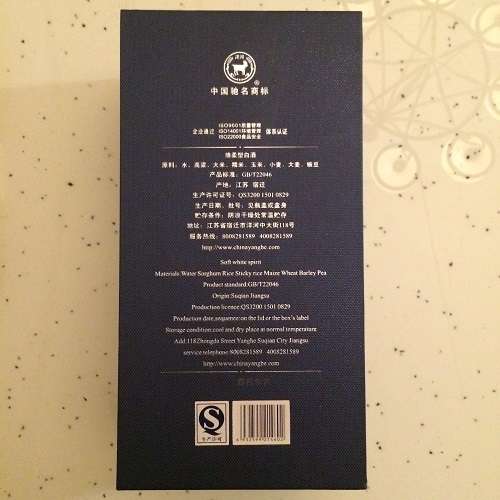 洋河
®
中国驰名商标
ISO9001质量管理
企业通过 ISO14001环境管理 体系认证
ISO22000食品安全
绵柔型白酒
原料：水、高粱、大米、糯米、玉米、小麦、大麦、豌豆
产品标准：GB/T22046
产地：江苏 宿迁
生产许可证号：QS3200 1501 0829
生产日期、批号：见瓶盖或盒身
贮存条件：阴凉干燥处常温贮存
地址：江苏省宿迁市洋河中大街118号
服务热线：8008281589 4008281589
http://www.chinayanghe.com
Soft white spirit
Materials:Water Sorghum Rice Sticky rice Maize Wheat Barley Pea
Product standard:GB/T22046
Origin:Suqian Jiangsu
Production licence:QS3200 1501 0829
Production date,sequence:on the lid or the box's label
Storage condition:cool and dry place at normal temperature
Add:118Zhongda Street Yanghe Suqian City Jiangsu
service telephone 8008281589 4008281589
http://www.chinayanghe.com
QS
生产许可